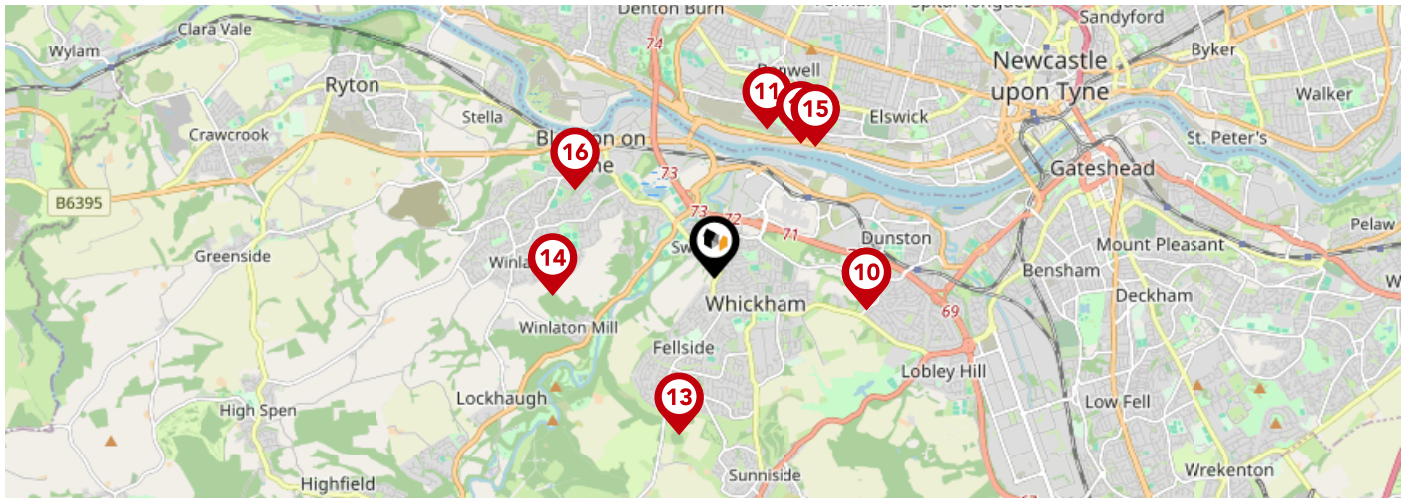 Denton Burn
Sandyford
Clara Vale
Wylam
74
Byker
Newcastle
upon Tyne
11
15
Ryton
Walker
Stella
Elswick
Crawcrook
St. Peter's
16
73
Gateshead
B6395
73
72
71
Pelaw
Dunston
Mount Pleasant
Greenside
14
10
Bensham
Whickham
Deckham
69
Winlaton Mill
Fellside
Lobley Hill
Lockhaugh
13
Low Fell
High Spen
Sunniside
Wrekenton
Highfield